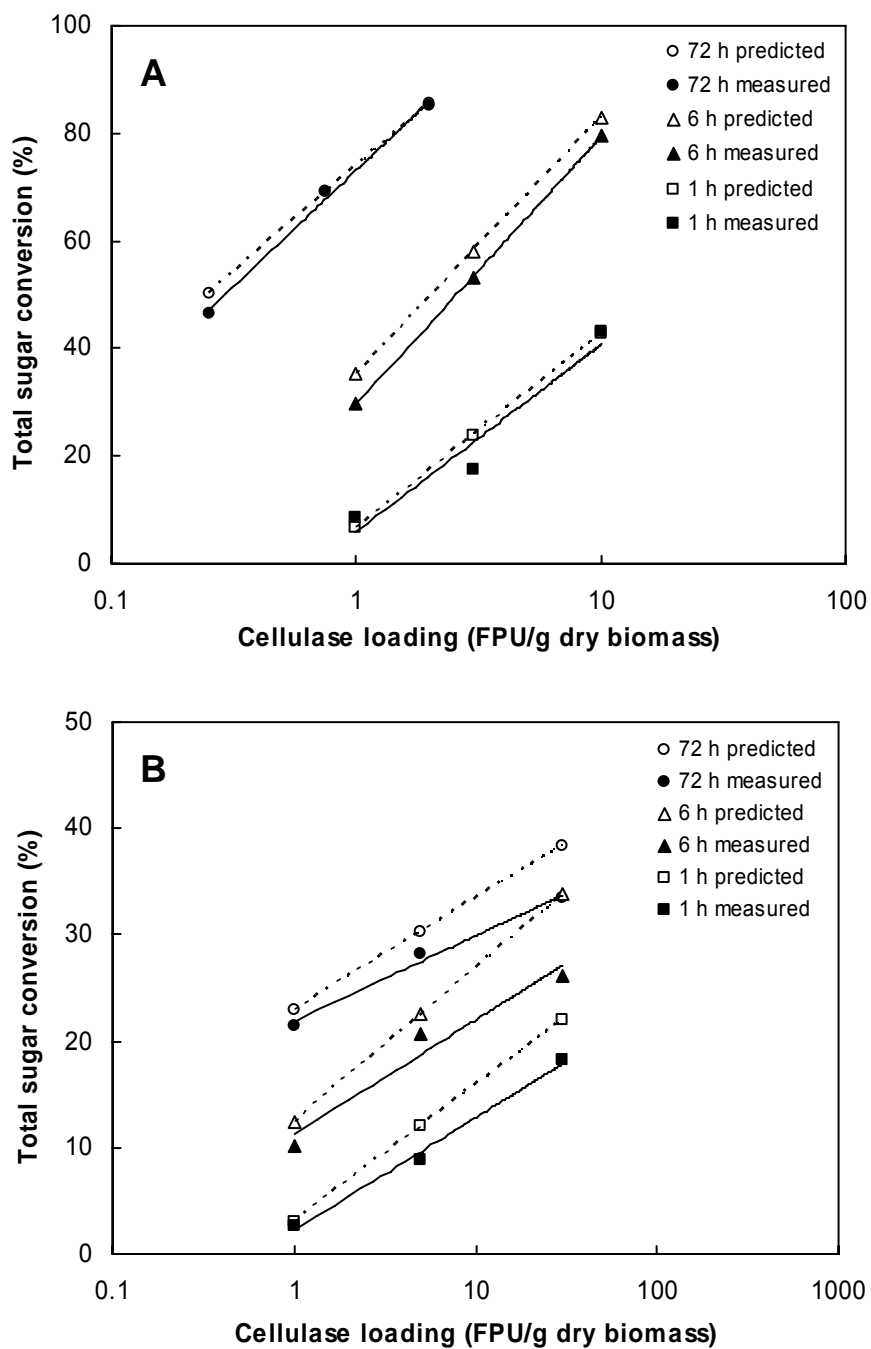 A
Total sugar conversion (%)
100
80
60
40
20
0
72 h predicted
72 h measured
6 h predicted
6 h measured
1 h predicted
1 h measured
0.1 1 10 100
Cellulase loading (FPU/g dry biomass)
B
Total sugar conversion (%)
50
40
30
20
10
0
72 h predicted
72 h measured
6 h predicted
6 h measured
1 h predicted
1 h measured
0.1 1 10 100 1000
Cellulase loading (FPU/g dry biomass)